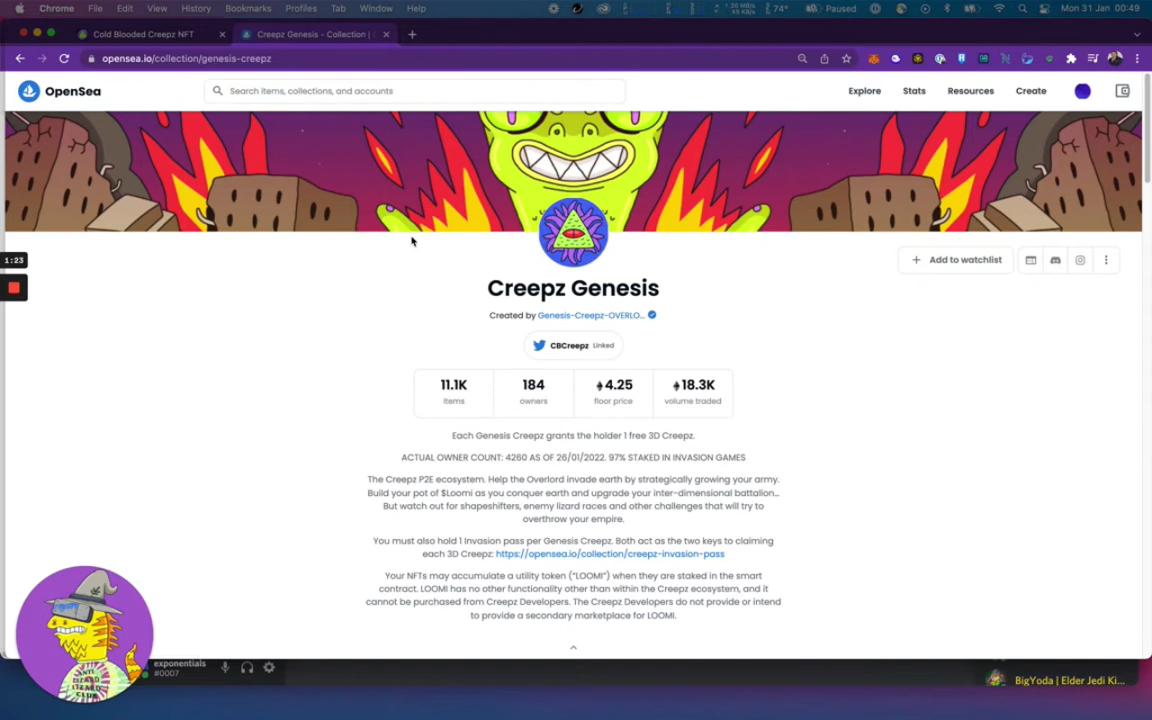 Chrome File Edit View History Bookmarks Profiles Tab Window Help 74° Paused Mon 31 Jan 00:49
Cold Blooded Creepz NFT
Creepz Genesis - Collection |
opensea.io/collection/genesis-creepz
OpenSea
Search items, collections, and accounts
Explore Stats Resources Create
1:23
Add to watchlist
Creepz Genesis
Created by Genesis-Creepz-OVERLO...
CBCreepz Linked
11.1K 184 4.25 18.3K
items owners floor price volume traded
Each Genesis Creepz grants the holder 1 free 3D Creepz.
ACTUAL OWNER COUNT: 4260 AS OF 26/01/2022. 97% STAKED IN INVASION GAMES
The Creepz P2E ecosystem. Help the Overlord invade earth by strategically growing your army.
Build your pot of $Loomi as you conquer earth and upgrade your inter-dimensional battalion...
But watch out for shapeshifters, enemy lizard races and other challenges that will try to
overthrow your empire.
You must also hold 1 Invasion pass per Genesis Creepz. Both act as the two keys to claiming
each 3D Creepz: https://opensea.io/collection/creepz-invasion-pass
Your NFTs may accumulate a utility token ("LOOMI") when they are staked in the smart
contract. LOOMI has no other functionality other than within the Creepz ecosystem, and it
cannot be purchased from Creepz Developers. The Creepz Developers do not provide or intend
to provide a secondary marketplace for LOOMI.
ANTI
LIZARD
LIZARD
CLUB
exponentials
#0007
BigYoda | Elder Jedi Ki...